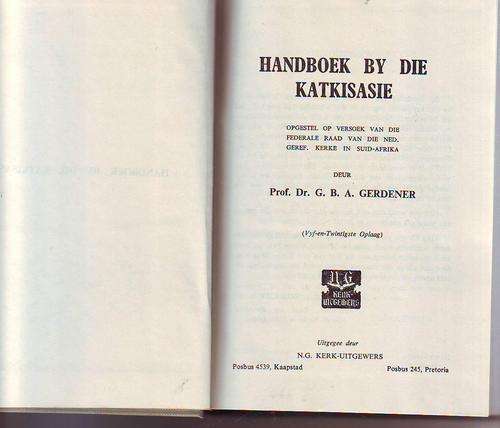 HANDBOEK BY DIE
KATKISASIE
OPGESTEL OP VERSOEK VAN DIE
FEDERALE RAAD VAN DIE NED.
GEREF. KERKE IN SUID-AFRIKA
DEUR
Prof. Dr. G. B. A. GERDENER
(Vyf-en-Twintigste Oplaag)
N G
KERK-
UITGEWERS
Uitgegee deur
N.G. KERK-UITGEWERS
Posbus 4539, Kaapstad Posbus 245, Pretoria